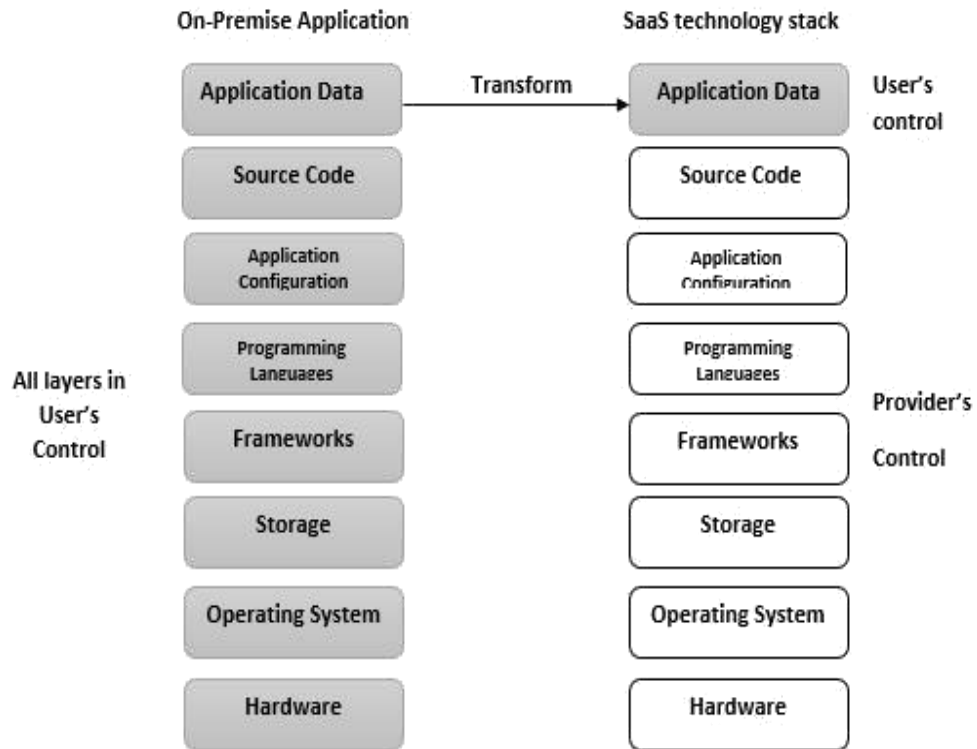 On-Premise Application
SaaS technology stack
Application Data
Transform
Application Data
User's
control
Source Code
Source Code
Application
Configuration
Application
Configuration
Programming
Languages
Programming
Languages
All layers in
User's
Control
Provider's
Control
Frameworks
Frameworks
Storage
Storage
Operating System
Operating System
Hardware
Hardware